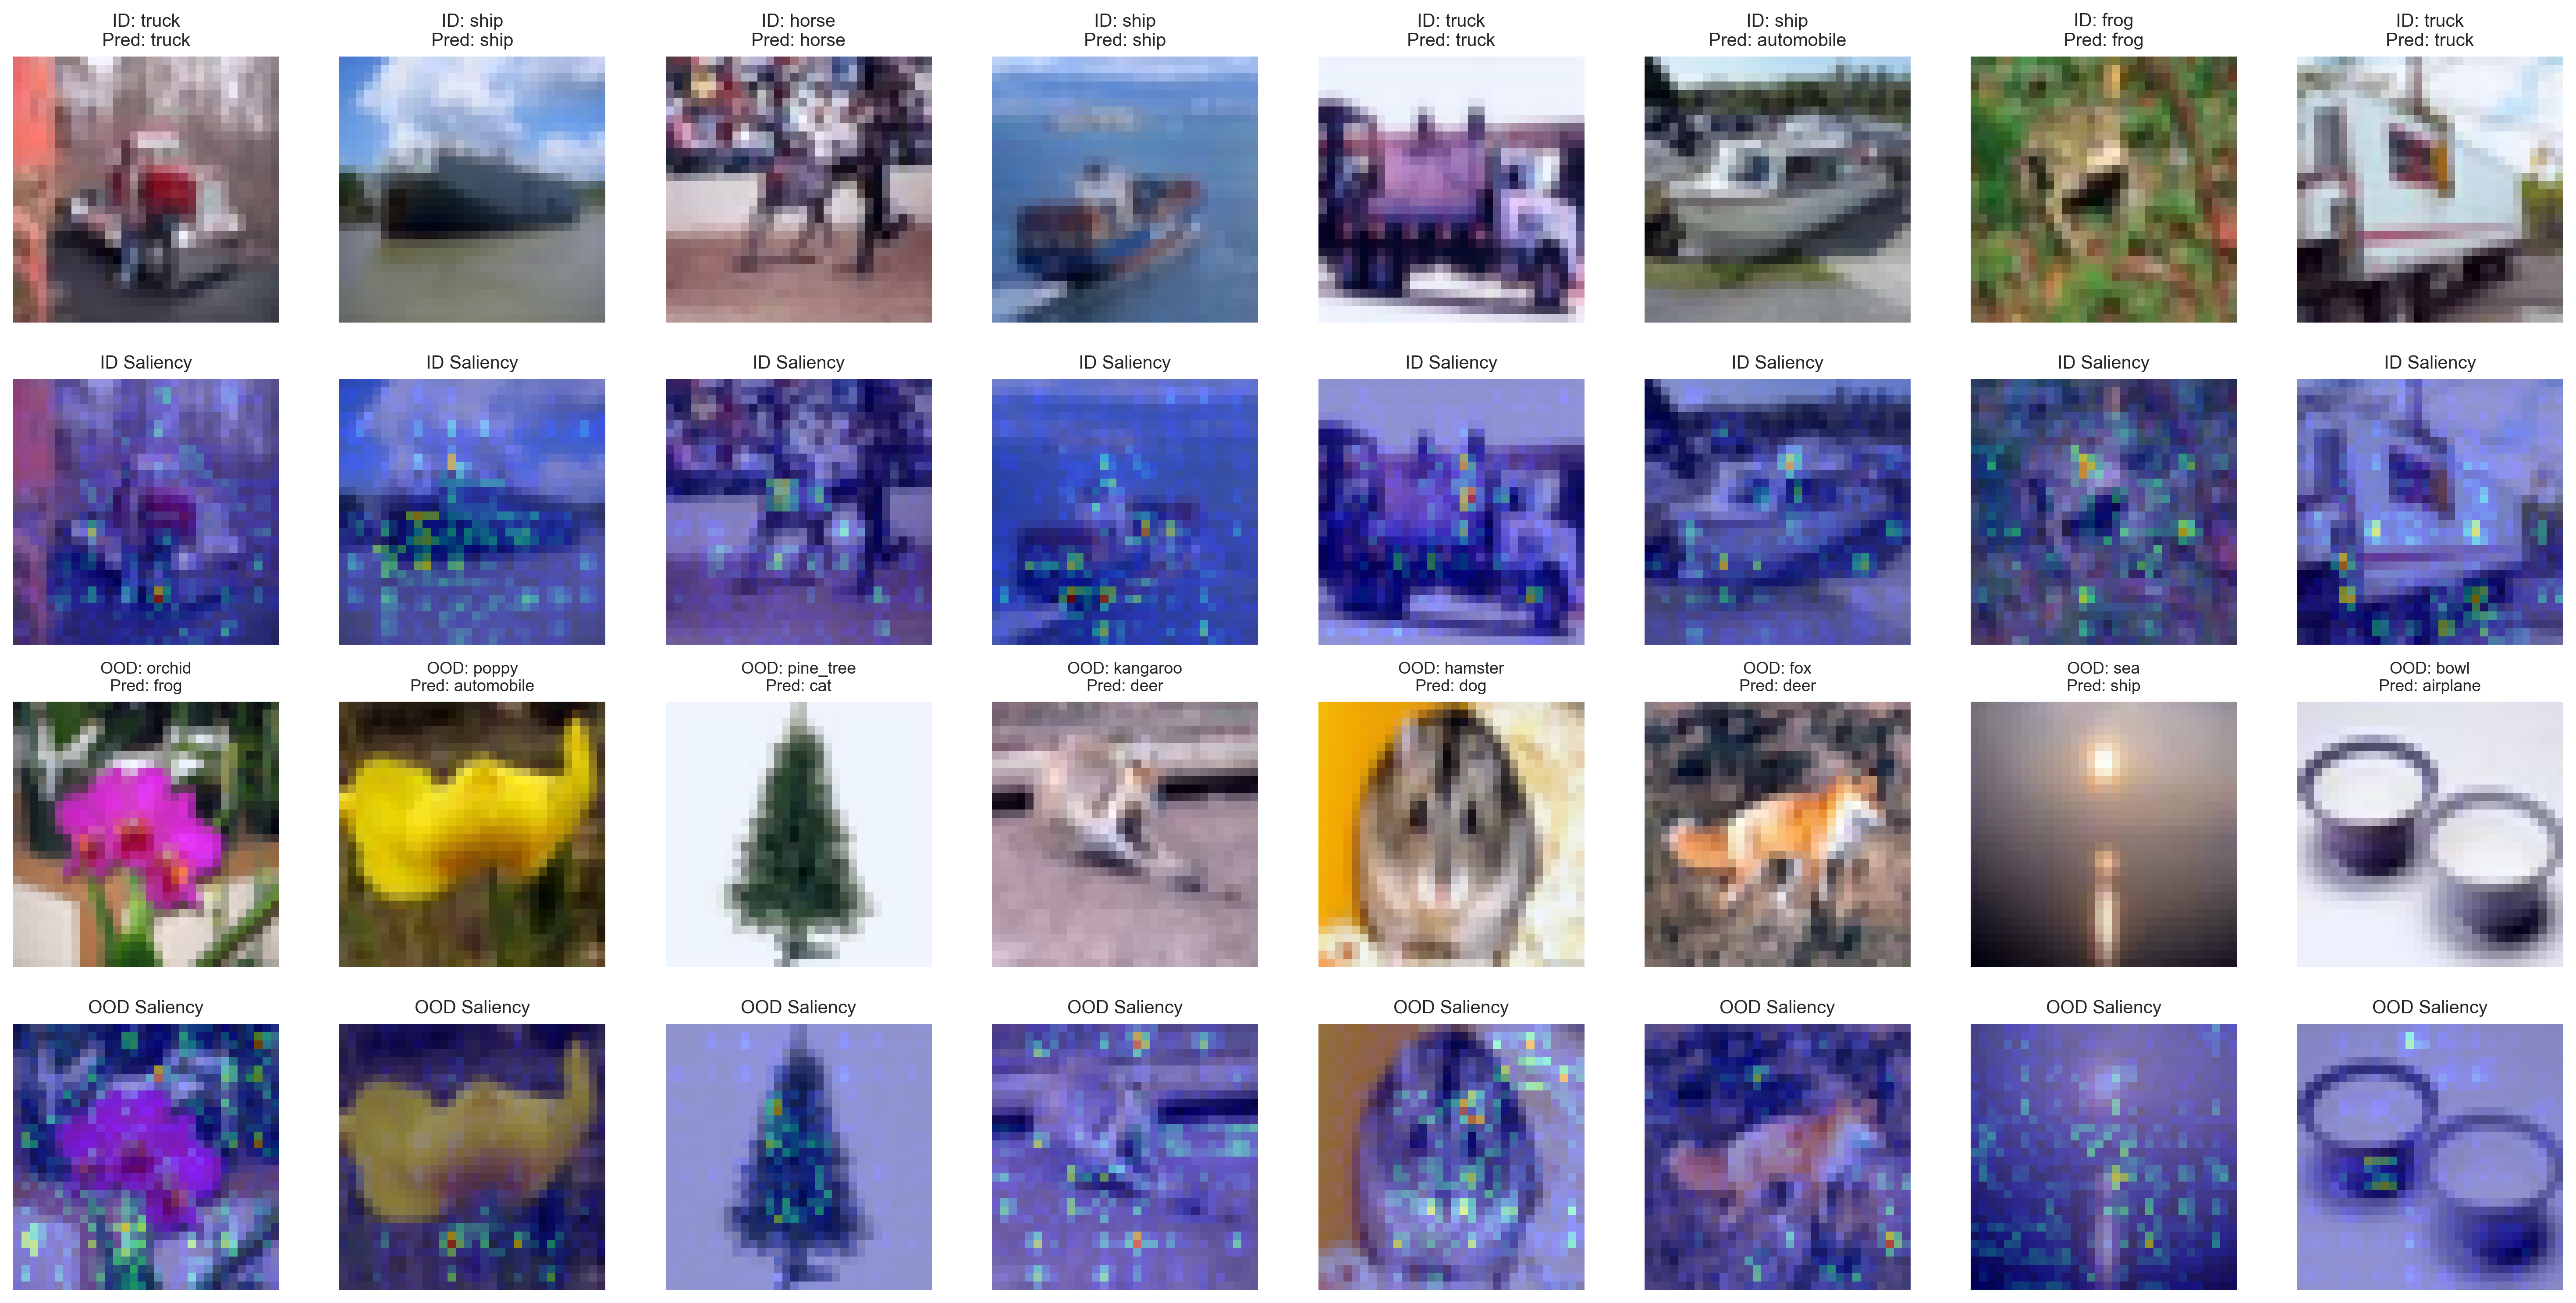 ID: truck
Pred: truck
ID: ship
Pred: ship
ID: horse
Pred: horse
ID: ship
Pred: ship
ID: truck
Pred: truck
ID: ship
Pred: automobile
ID: frog
Pred: frog
ID: truck
Pred: truck
ID Saliency
ID Saliency
ID Saliency
ID Saliency
ID Saliency
ID Saliency
ID Saliency
ID Saliency
OOD: orchid
Pred: frog
OOD: poppy
Pred: automobile
OOD: pine_tree
Pred: cat
OOD: kangaroo
Pred: deer
OOD: hamster
Pred: dog
OOD: fox
Pred: deer
OOD: sea
Pred: ship
OOD: bowl
Pred: airplane
OOD Saliency
OOD Saliency
OOD Saliency
OOD Saliency
OOD Saliency
OOD Saliency
OOD Saliency
OOD Saliency